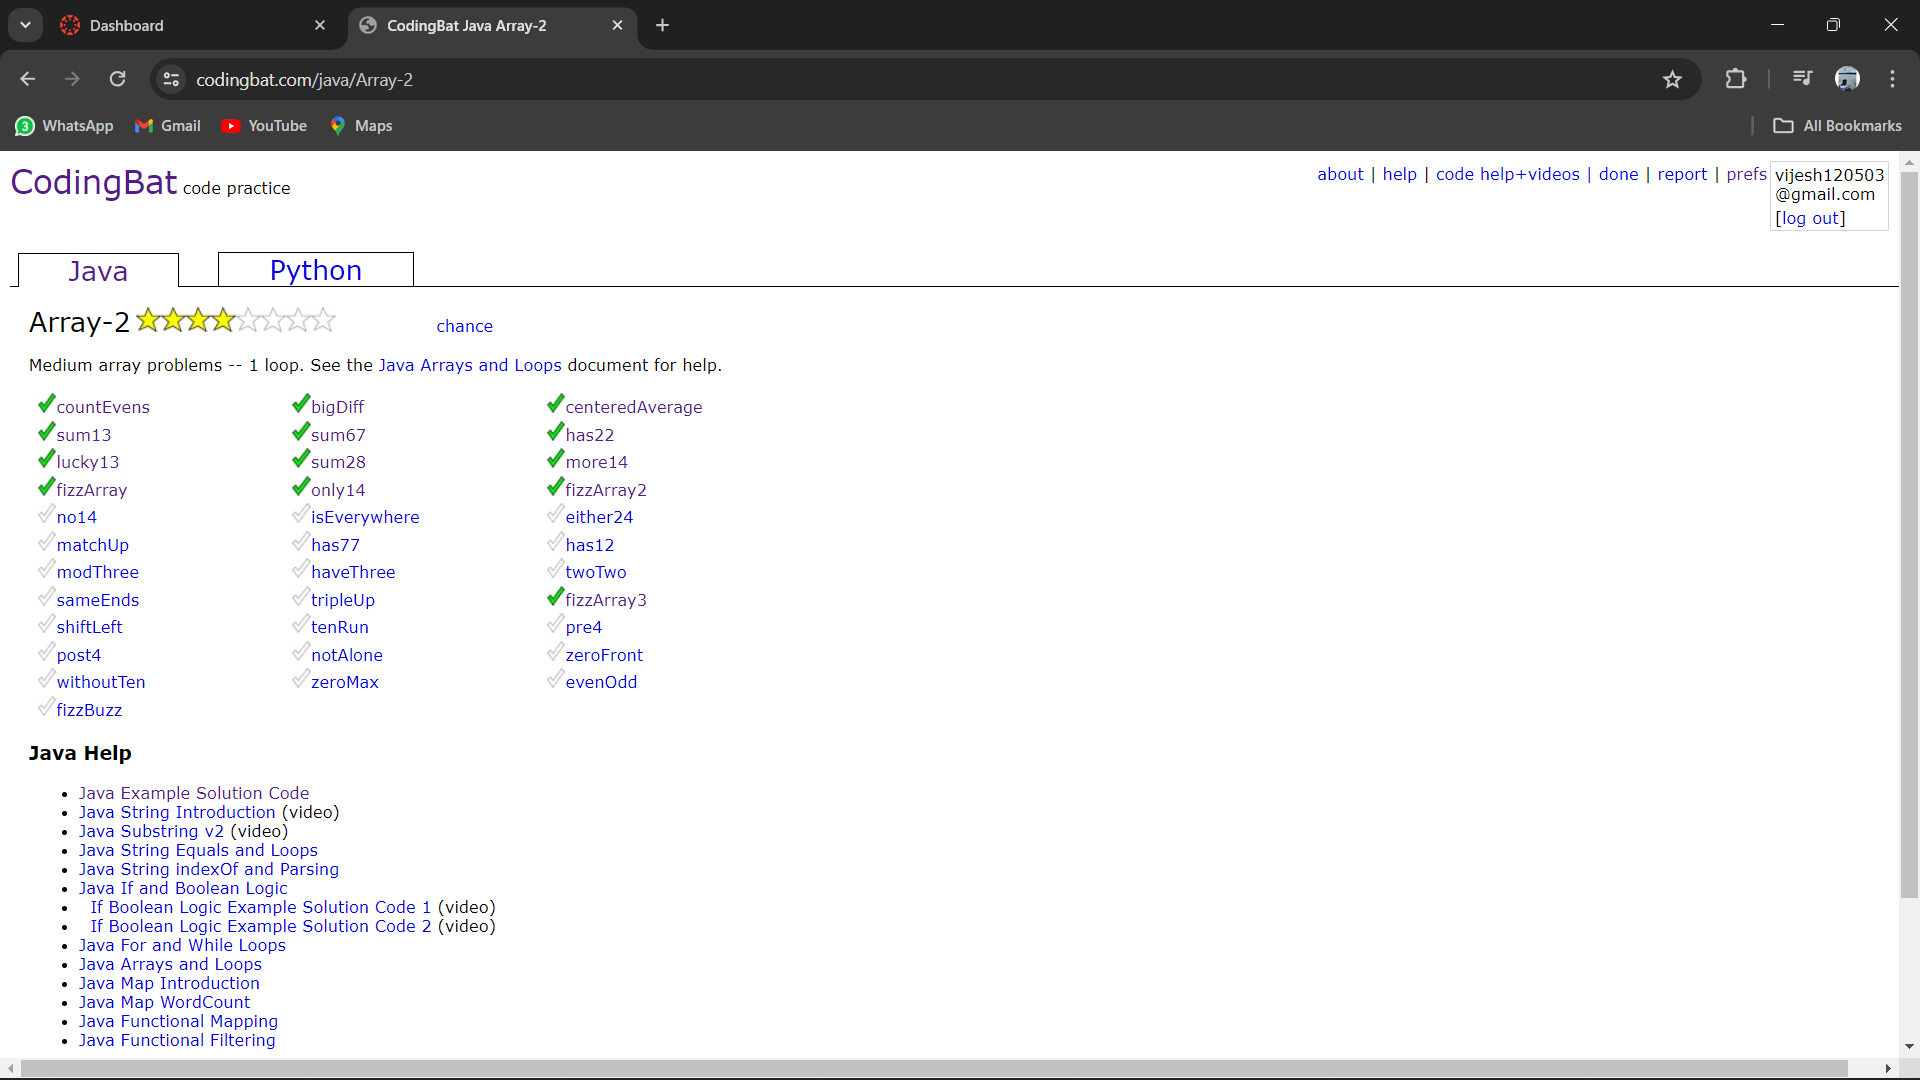 Dashboard
CodingBat Java Array-2
codingbat.com/java/Array-2
3 WhatsApp Gmail YouTube Maps All Bookmarks
CodingBat code practice
about | help | code help+videos | done | report | prefs
vijesh120503
@gmail.com
[log out]
Java Python
Array-2 chance
Medium array problems -- 1 loop. See the Java Arrays and Loops document for help.
countEvens bigDiff centeredAverage
sum13 sum67 has22
lucky13 sum28 more14
fizzArray only14 fizzArray2
no14 isEverywhere either24
matchUp has77 has12
modThree haveThree twoTwo
sameEnds tripleUp fizzArray3
shiftLeft tenRun pre4
post4 notAlone zeroFront
withoutTen zeroMax evenOdd
fizzBuzz
Java Help
• Java Example Solution Code
• Java String Introduction (video)
• Java Substring v2 (video)
• Java String Equals and Loops
• Java String indexOf and Parsing
• Java If and Boolean Logic
• If Boolean Logic Example Solution Code 1 (video)
• If Boolean Logic Example Solution Code 2 (video)
• Java For and While Loops
• Java Arrays and Loops
• Java Map Introduction
• Java Map WordCount
• Java Functional Mapping
• Java Functional Filtering